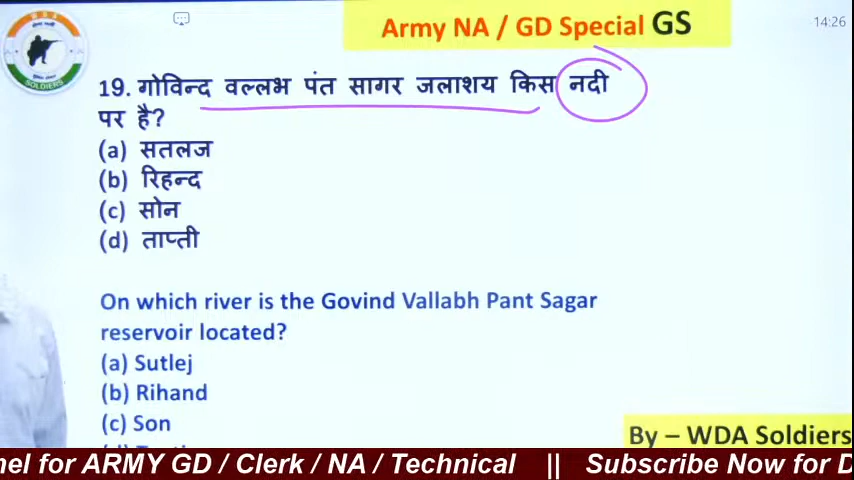 Army NA / GD Special GS
14:26
SOLDIERS
19. गोविन्द वल्लभ पंत सागर जलाशय किस नदी
पर है?
(a) सतलज
(b) रिहन्द
(c) सोन
(d) ताप्ती
On which river is the Govind Vallabh Pant Sagar
reservoir located?
(a) Sutlej
(b) Rihand
(c) Son
By – WDA Soldiers
nel for ARMY GD / Clerk / NA / Technical || Subscribe Now for D